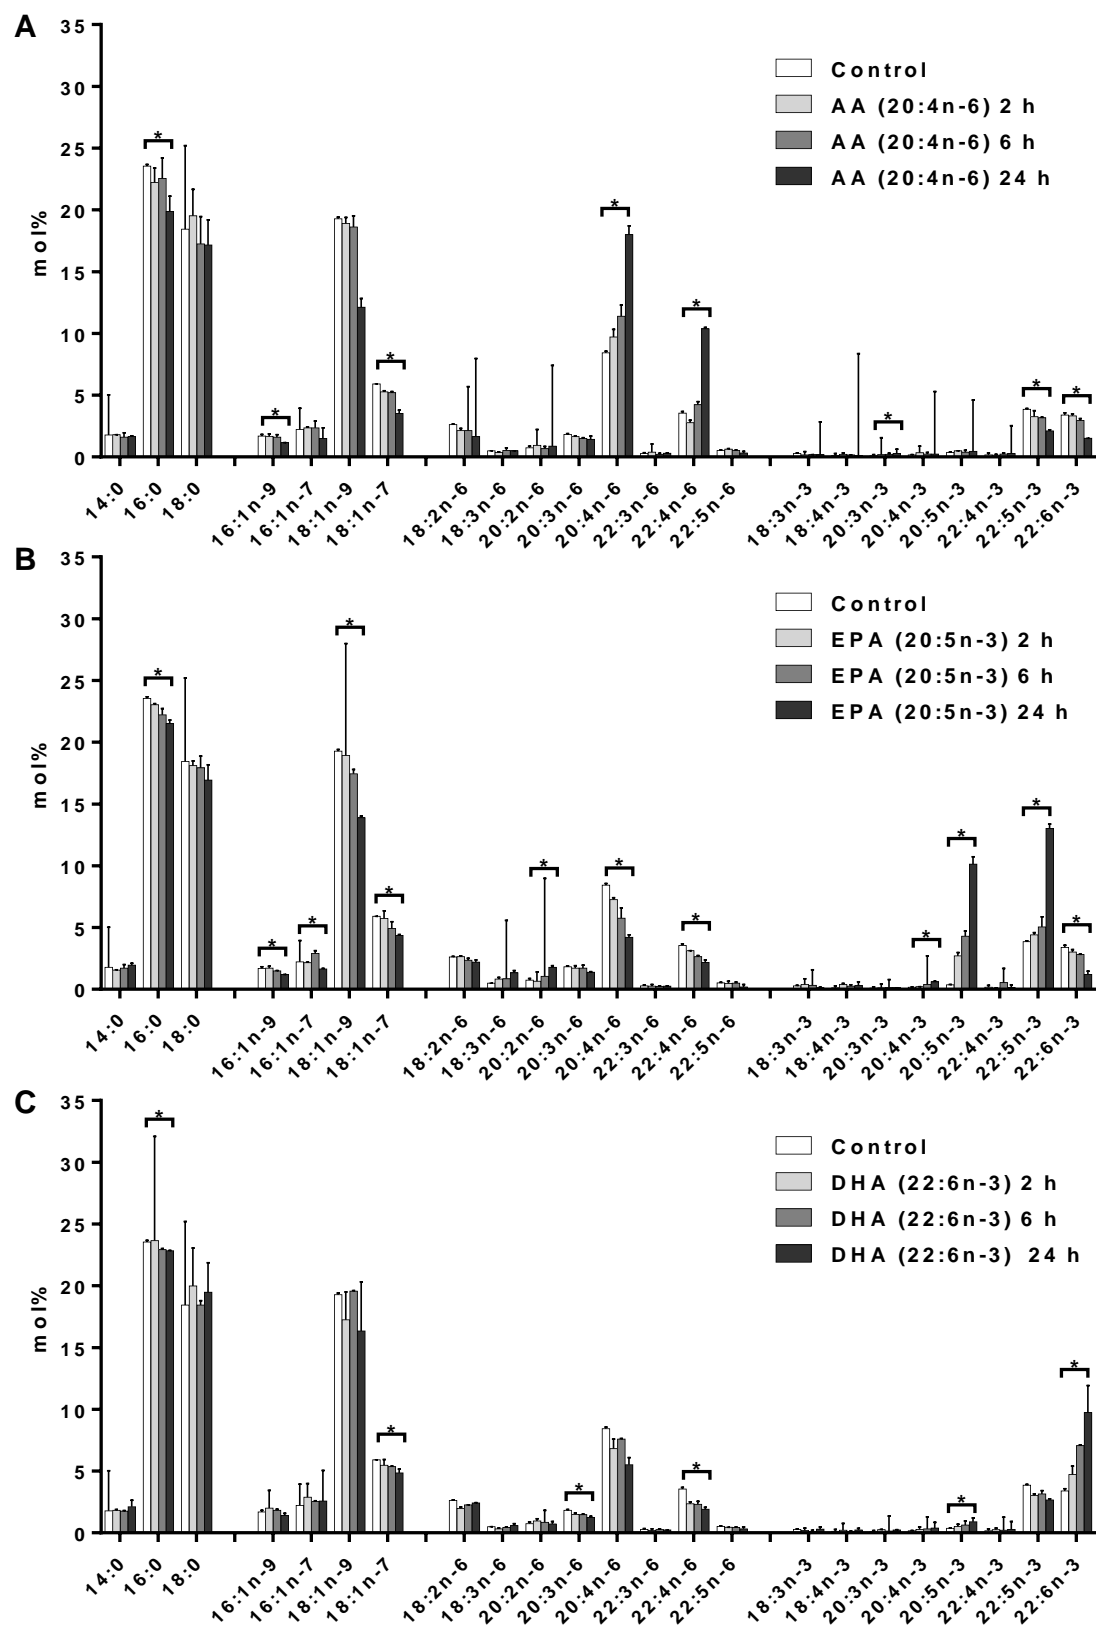 A
35
30
25
20
15
10
5
0
mol%
Control
AA (20:4n-6) 2 h
AA (20:4n-6) 6 h
AA (20:4n-6) 24 h
* * * * * * * *
14:0 16:0 18:0 16:1n-9 16:1n-7 18:1n-9 18:1n-7 18:2n-6 18:3n-6 20:2n-6 20:3n-6 20:4n-6 22:3n-6 22:4n-6 22:5n-6 18:3n-3 18:4n-3 20:3n-3 20:4n-3 20:5n-3 22:4n-3 22:5n-3 22:6n-3
B
35
30
25
20
15
10
5
0
mol%
Control
EPA (20:5n-3) 2 h
EPA (20:5n-3) 6 h
EPA (20:5n-3) 24 h
* * * * * * * * * * * *
14:0 16:0 18:0 16:1n-9 16:1n-7 18:1n-9 18:1n-7 18:2n-6 18:3n-6 20:2n-6 20:3n-6 20:4n-6 22:3n-6 22:4n-6 22:5n-6 18:3n-3 18:4n-3 20:3n-3 20:4n-3 20:5n-3 22:4n-3 22:5n-3 22:6n-3
C
35
30
25
20
15
10
5
0
mol%
Control
DHA (22:6n-3) 2 h
DHA (22:6n-3) 6 h
DHA (22:6n-3) 24 h
* * * * * *
14:0 16:0 18:0 16:1n-9 16:1n-7 18:1n-9 18:1n-7 18:2n-6 18:3n-6 20:2n-6 20:3n-6 20:4n-6 22:3n-6 22:4n-6 22:5n-6 18:3n-3 18:4n-3 20:3n-3 20:4n-3 20:5n-3 22:4n-3 22:5n-3 22:6n-3